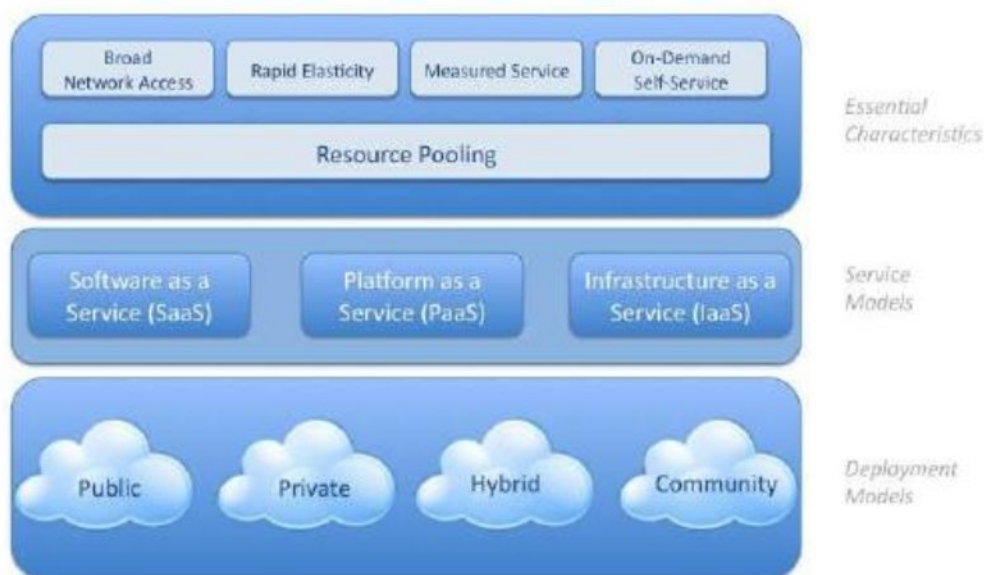 Broad
Network Access
Rapid Elasticity
Measured Service
On-Demand
Self-Service
Resource Pooling
Essential
Characteristics
Software as a
Service (SaaS)
Platform as a
Service (PaaS)
Infrastructure as a
Service (IaaS)
Service
Models
Public
Private
Hybrid
Community
Deployment
Models